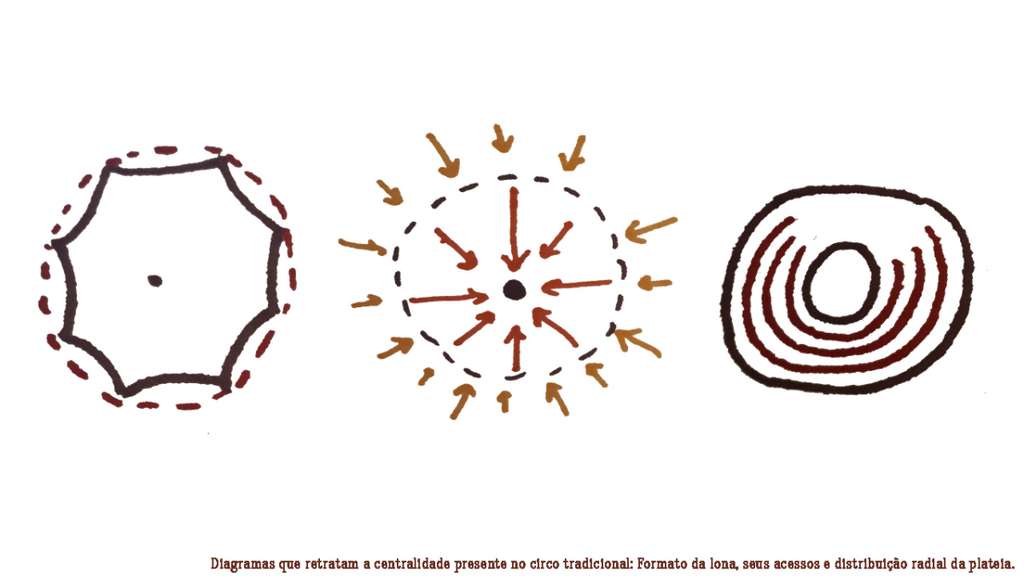 Diagramas que retratam a centralidade presente no circo tradicional: Formato da lona, seus acessos e distribuição radial da plateia.